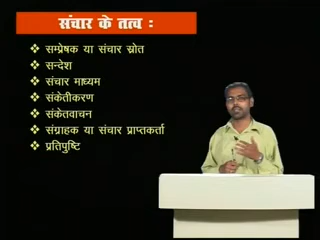 संचार के तत्व :
❖ सम्प्रेषक या संचार स्रोत
❖ सन्देश
❖ संचार माध्यम
❖ संकेतीकरण
❖ संकेतवाचन
❖ संग्राहक या संचार प्राप्तकर्ता
❖ प्रतिपुष्टि